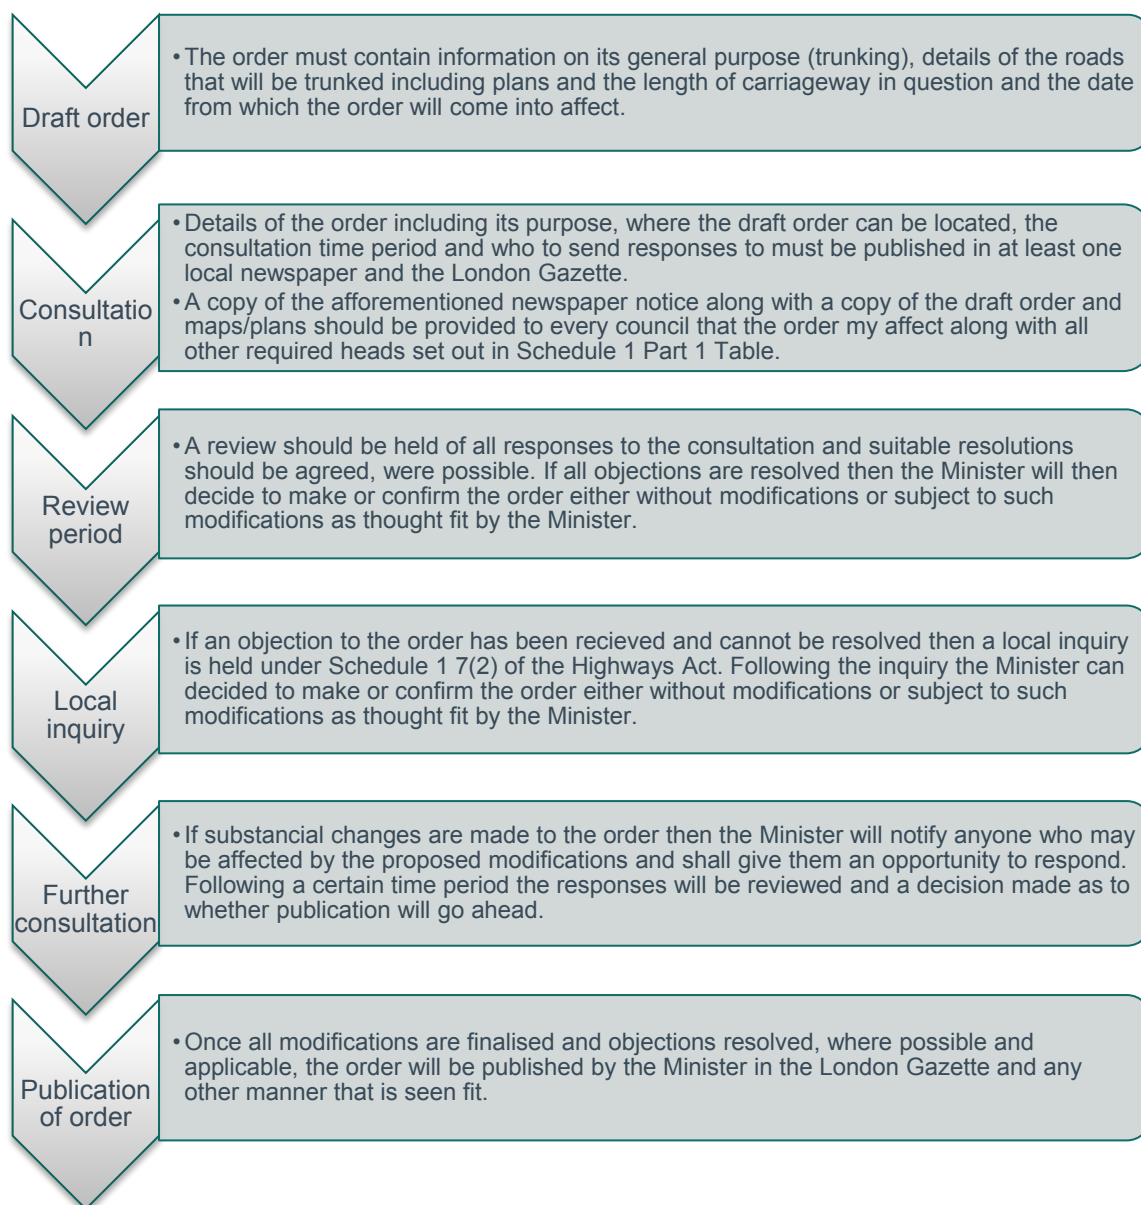 Draft order
• The order must contain information on its general purpose (trunking), details of the roads
that will be trunked including plans and the length of carriageway in question and the date
from which the order will come into affect.
Consultatio
n
• Details of the order including its purpose, where the draft order can be located, the
consultation time period and who to send responses to must be published in at least one
local newspaper and the London Gazette.
• A copy of the afforementioned newspaper notice along with a copy of the draft order and
maps/plans should be provided to every council that the order my affect along with all
other required heads set out in Schedule 1 Part 1 Table.
Review
period
• A review should be held of all responses to the consultation and suitable resolutions
should be agreed, were possible. If all objections are resolved then the Minister will then
decide to make or confirm the order either without modifications or subject to such
modifications as thought fit by the Minister.
Local
inquiry
• If an objection to the order has been recieved and cannot be resolved then a local inquiry
is held under Schedule 1 7(2) of the Highways Act. Following the inquiry the Minister can
decided to make or confirm the order either without modifications or subject to such
modifications as thought fit by the Minister.
Further
consultation
• If substancial changes are made to the order then the Minister will notify anyone who may
be affected by the proposed modifications and shall give them an opportunity to respond.
Following a certain time period the responses will be reviewed and a decision made as to
whether publication will go ahead.
Publication
of order
• Once all modifications are finalised and objections resolved, where possible and
applicable, the order will be published by the Minister in the London Gazette and any
other manner that is seen fit.